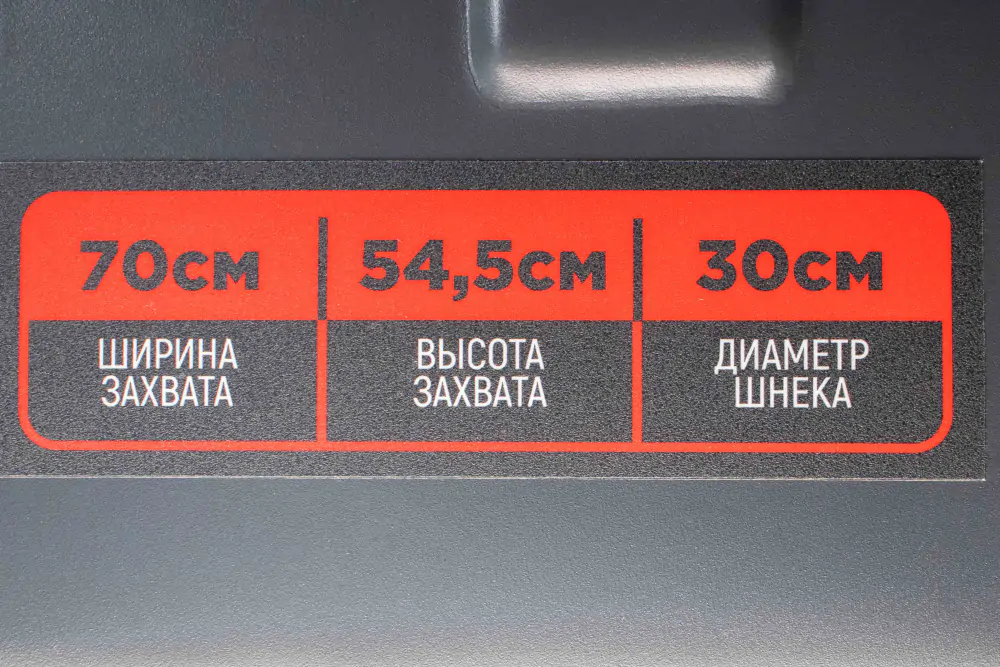 70см 54,5см 30см
ШИРИНА ЗАХВАТА
ВЫСОТА ЗАХВАТА
ДИАМЕТР ШНЕКА